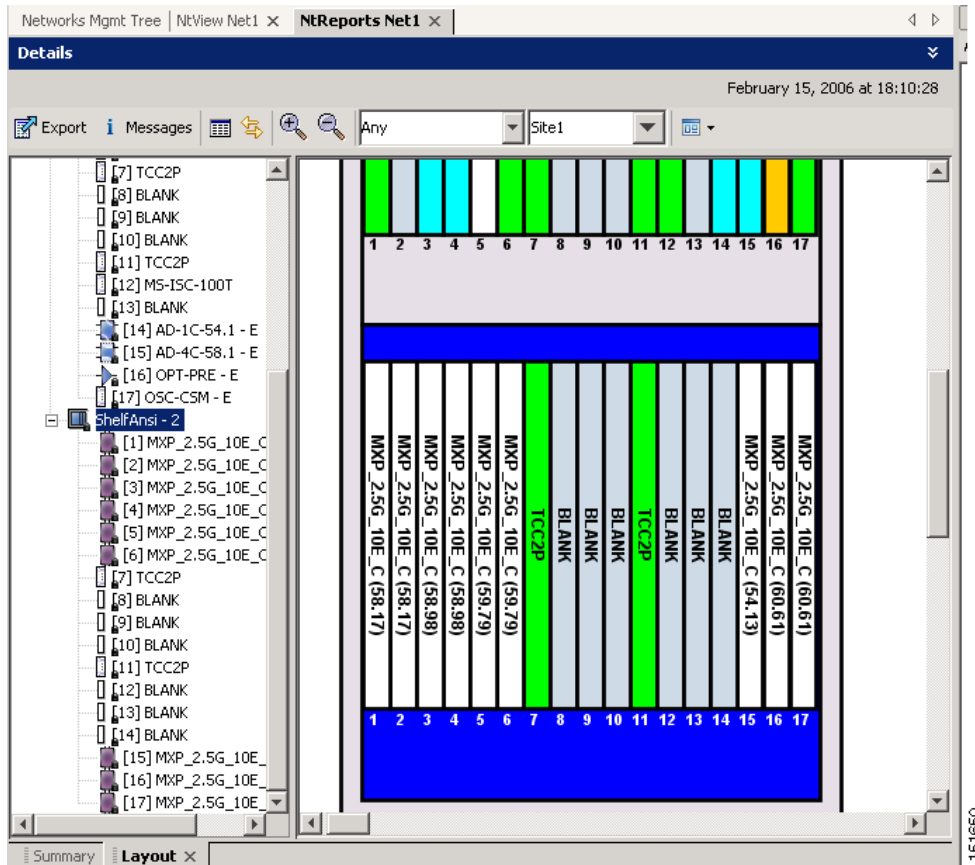 Networks Mgmt Tree NtView Net1 NtReports Net1
Details
February 15, 2006 at 18:10:28
Export Messages Any Site1
[7] TCC2P
[8] BLANK
[9] BLANK
[10] BLANK
[11] TCC2P
[12] MS-ISC-100T
[13] BLANK
[14] AD-1C-54.1 - E
[15] AD-4C-58.1 - E
[16] OPT-PRE - E
[17] OSC-CSM - E
ShelfAnsi - 2
[1] MXP_2.5G_10E_C
[2] MXP_2.5G_10E_C
[3] MXP_2.5G_10E_C
[4] MXP_2.5G_10E_C
[5] MXP_2.5G_10E_C
[6] MXP_2.5G_10E_C
[7] TCC2P
[8] BLANK
[9] BLANK
[10] BLANK
[11] TCC2P
[12] BLANK
[13] BLANK
[14] BLANK
[15] MXP_2.5G_10E_
[16] MXP_2.5G_10E_
[17] MXP_2.5G_10E_
1 2 3 4 5 6 7 8 9 10 11 12 13 14 15 16 17
MXP_2.5G_10E_C (58.17)
MXP_2.5G_10E_C (58.17)
MXP_2.5G_10E_C (58.98)
MXP_2.5G_10E_C (58.98)
MXP_2.5G_10E_C (59.79)
MXP_2.5G_10E_C (59.79)
TCC2P
BLANK
BLANK
BLANK
TCC2P
BLANK
BLANK
BLANK
MXP_2.5G_10E_C (54.13)
MXP_2.5G_10E_C (60.61)
MXP_2.5G_10E_C (60.61)
1 2 3 4 5 6 7 8 9 10 11 12 13 14 15 16 17
Summary Layout